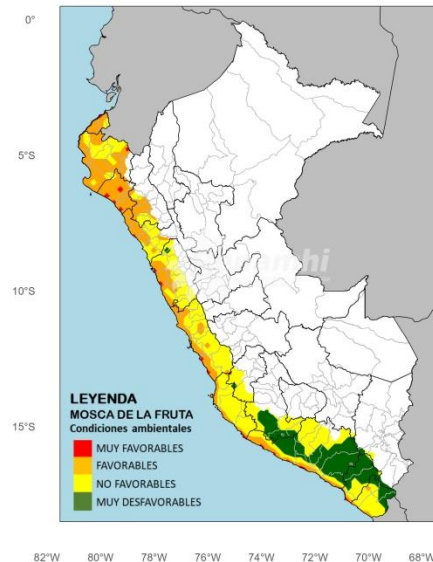 0°
5°S
10°S
15°S
LEYENDA
MOSCA DE LA FRUTA
Condiciones ambientales
MUY FAVORABLES
FAVORABLES
NO FAVORABLES
MUY DESFAVORABLES
82°W 80°W 78°W 76°W 74°W 72°W 70°W 68°W